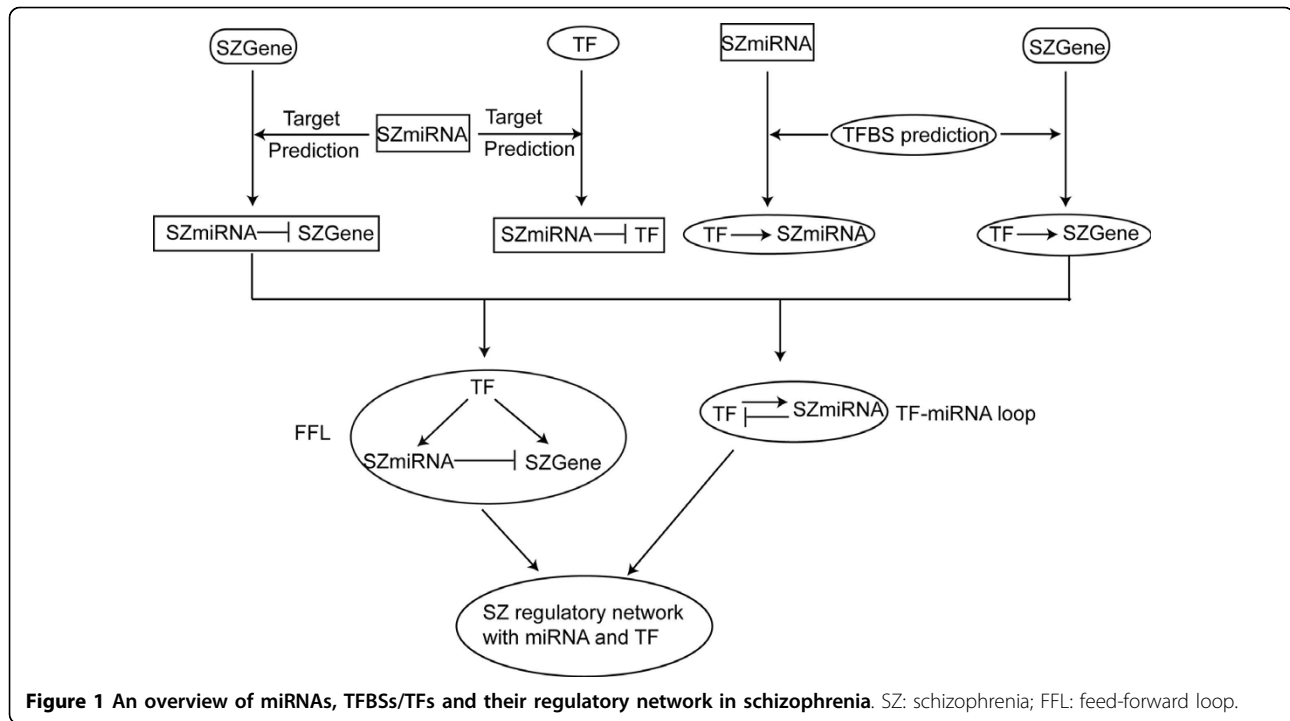 SZGene
TF
SZmiRNA
SZGene
Target
Prediction
SZmiRNA
Target
Prediction
TFBS prediction
SZmiRNA SZGene
SZmiRNA TF
TF SZmiRNA
TF SZGene
FFL
TF
SZmiRNA SZGene
TF SZmiRNA
TF-miRNA loop
SZ regulatory network
with miRNA and TF
Figure 1 An overview of miRNAs, TFBSs/TFs and their regulatory network in schizophrenia. SZ: schizophrenia; FFL: feed-forward loop.